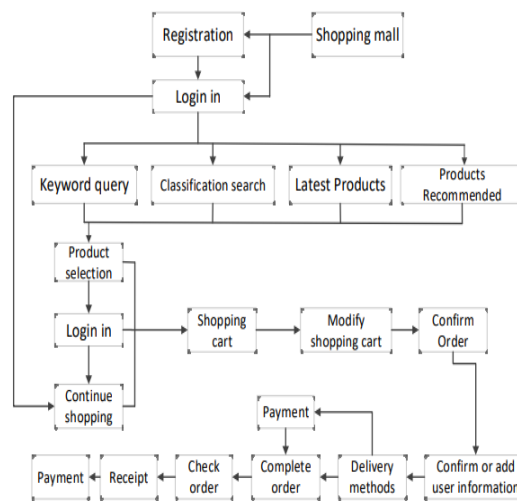 Registration
Shopping mall
Login in
Keyword query
Classification search
Latest Products
Products
Recommended
Product
selection
Login in
Shopping
cart
Modify
shopping cart
Confirm
Order
Continue
shopping
Payment
Payment
Receipt
Check
order
Complete
order
Delivery
methods
Confirm or add
user information